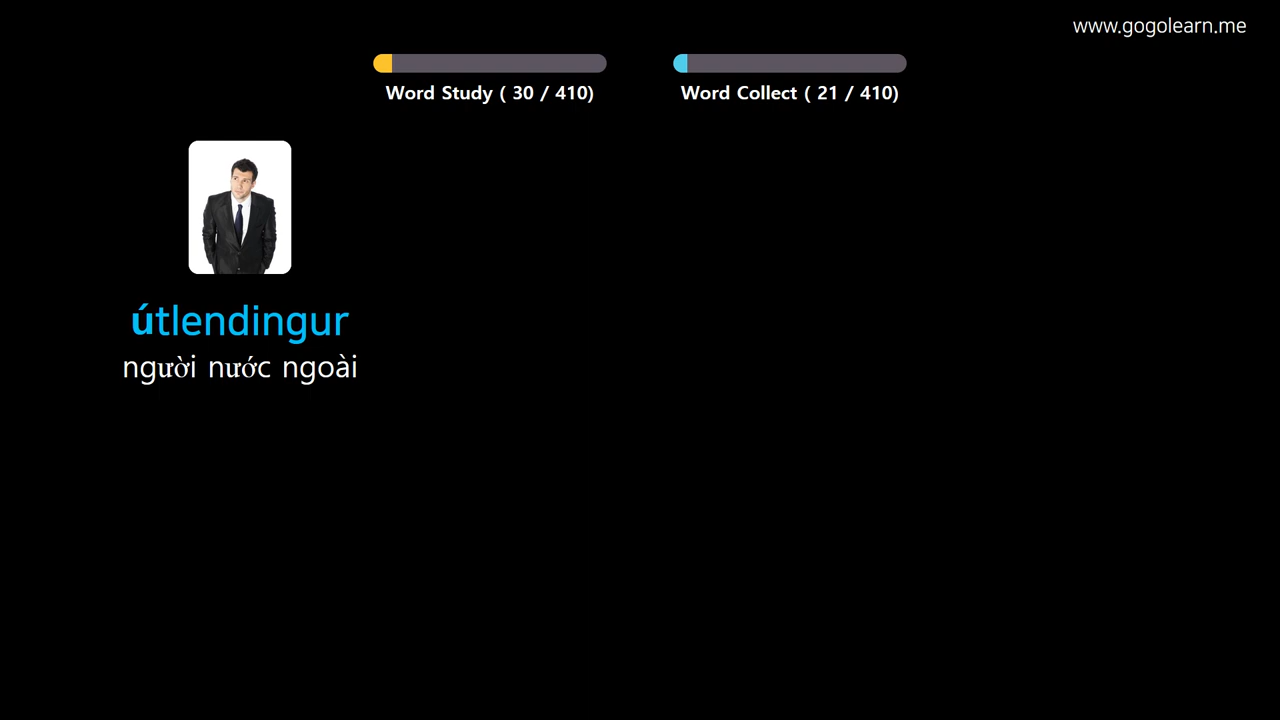 www.gogolearn.me
Word Study ( 30 / 410)
Word Collect ( 21 / 410)
útlendingur
người nước ngoài